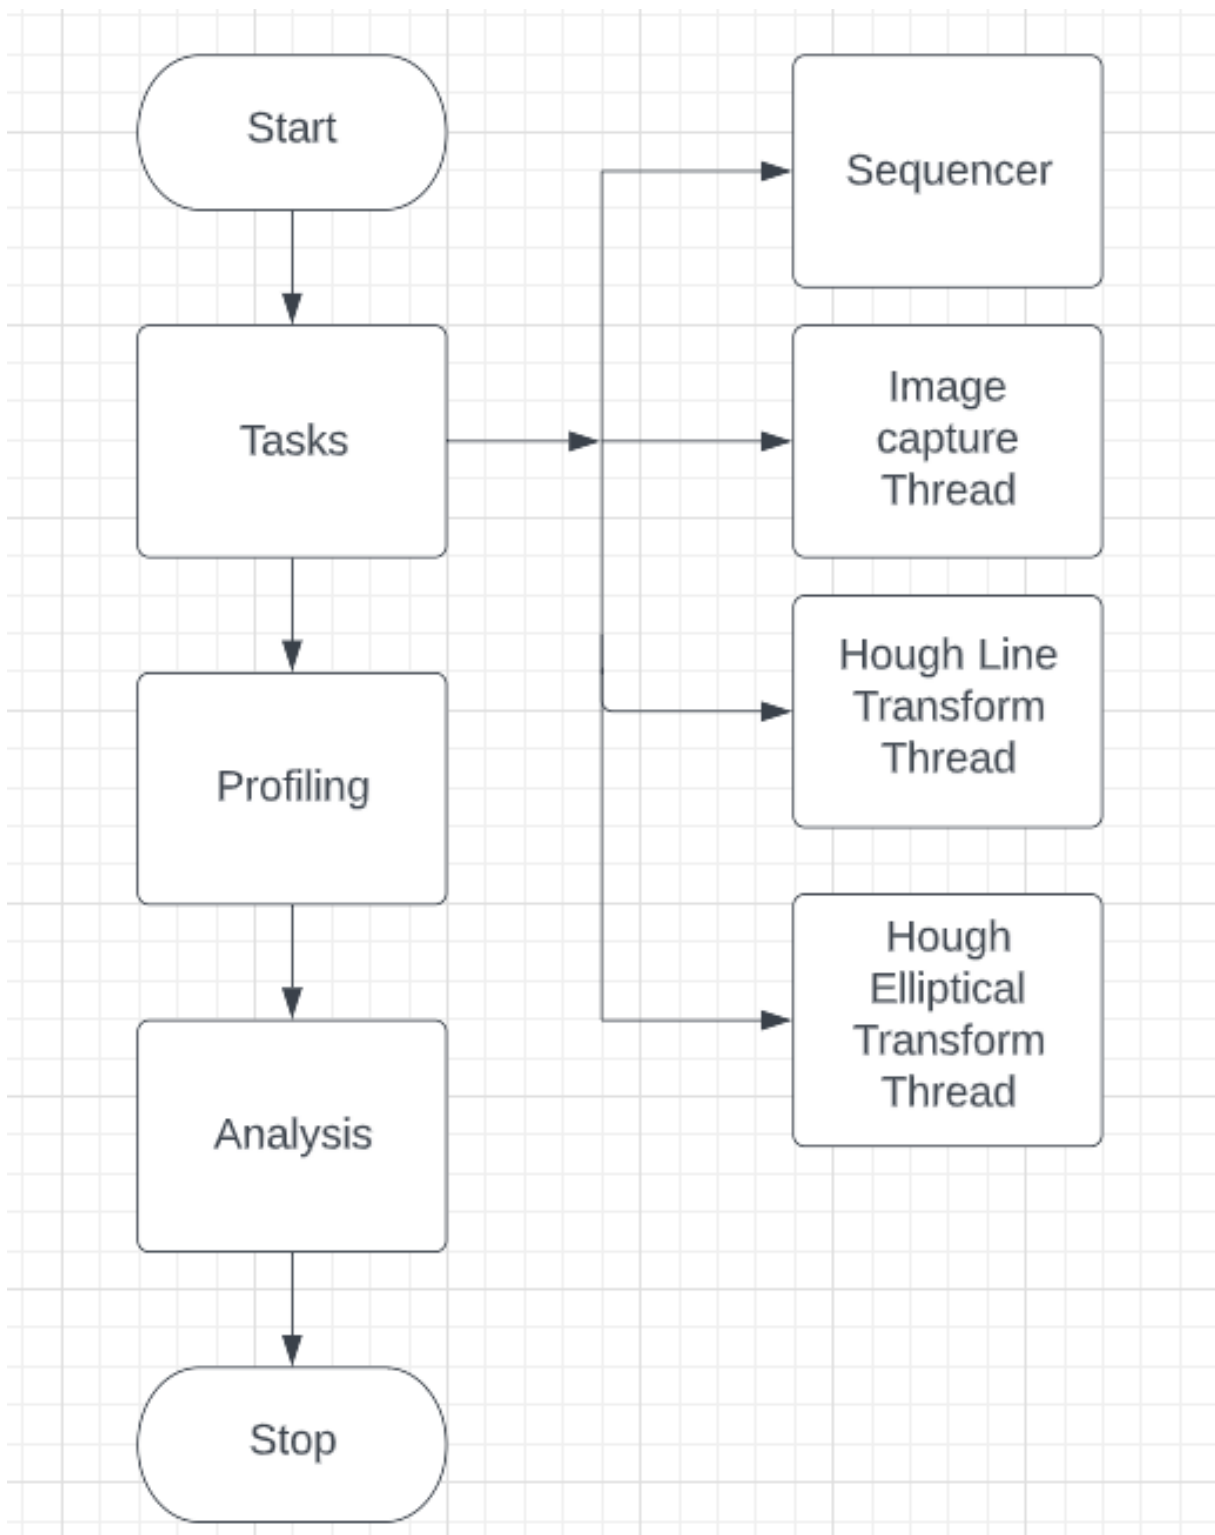 Start
Tasks
Profiling
Analysis
Stop
Sequencer
Image
capture
Thread
Hough Line
Transform
Thread
Hough
Elliptical
Transform
Thread